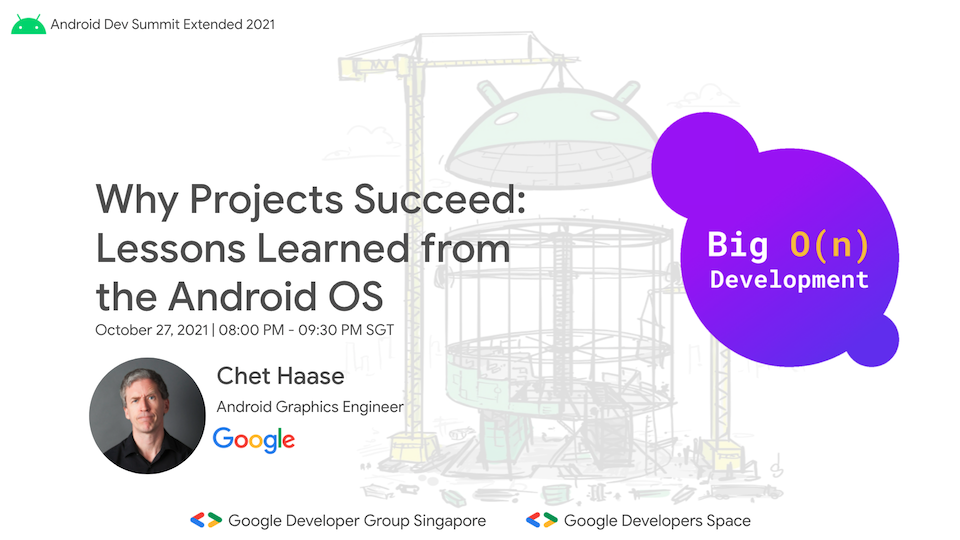 Android Dev Summit Extended 2021
Why Projects Succeed:
Lessons Learned from
the Android OS
October 27, 2021 | 08:00 PM - 09:30 PM SGT
Chet Haase
Android Graphics Engineer
Google
Big O(n)
Development
Google Developer Group Singapore
Google Developers Space